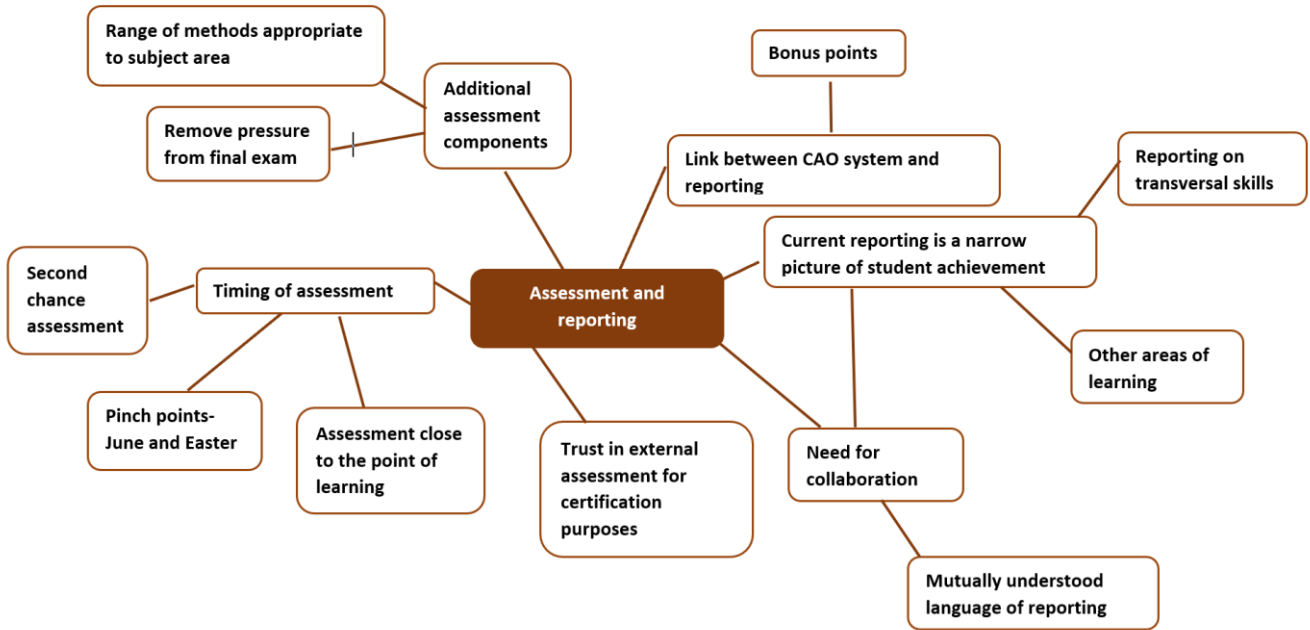 Range of methods appropriate
to subject area
Bonus points
Additional
assessment
components
Remove pressure
from final exam
Link between CAO system and
reporting
Reporting on
transversal skills
Current reporting is a narrow
picture of student achievement
Second
chance
assessment
Timing of assessment
Assessment and
reporting
Other areas of
learning
Pinch points-
June and Easter
Assessment close
to the point of
learning
Trust in external
assessment for
certification
purposes
Need for
collaboration
Mutually understood
language of reporting